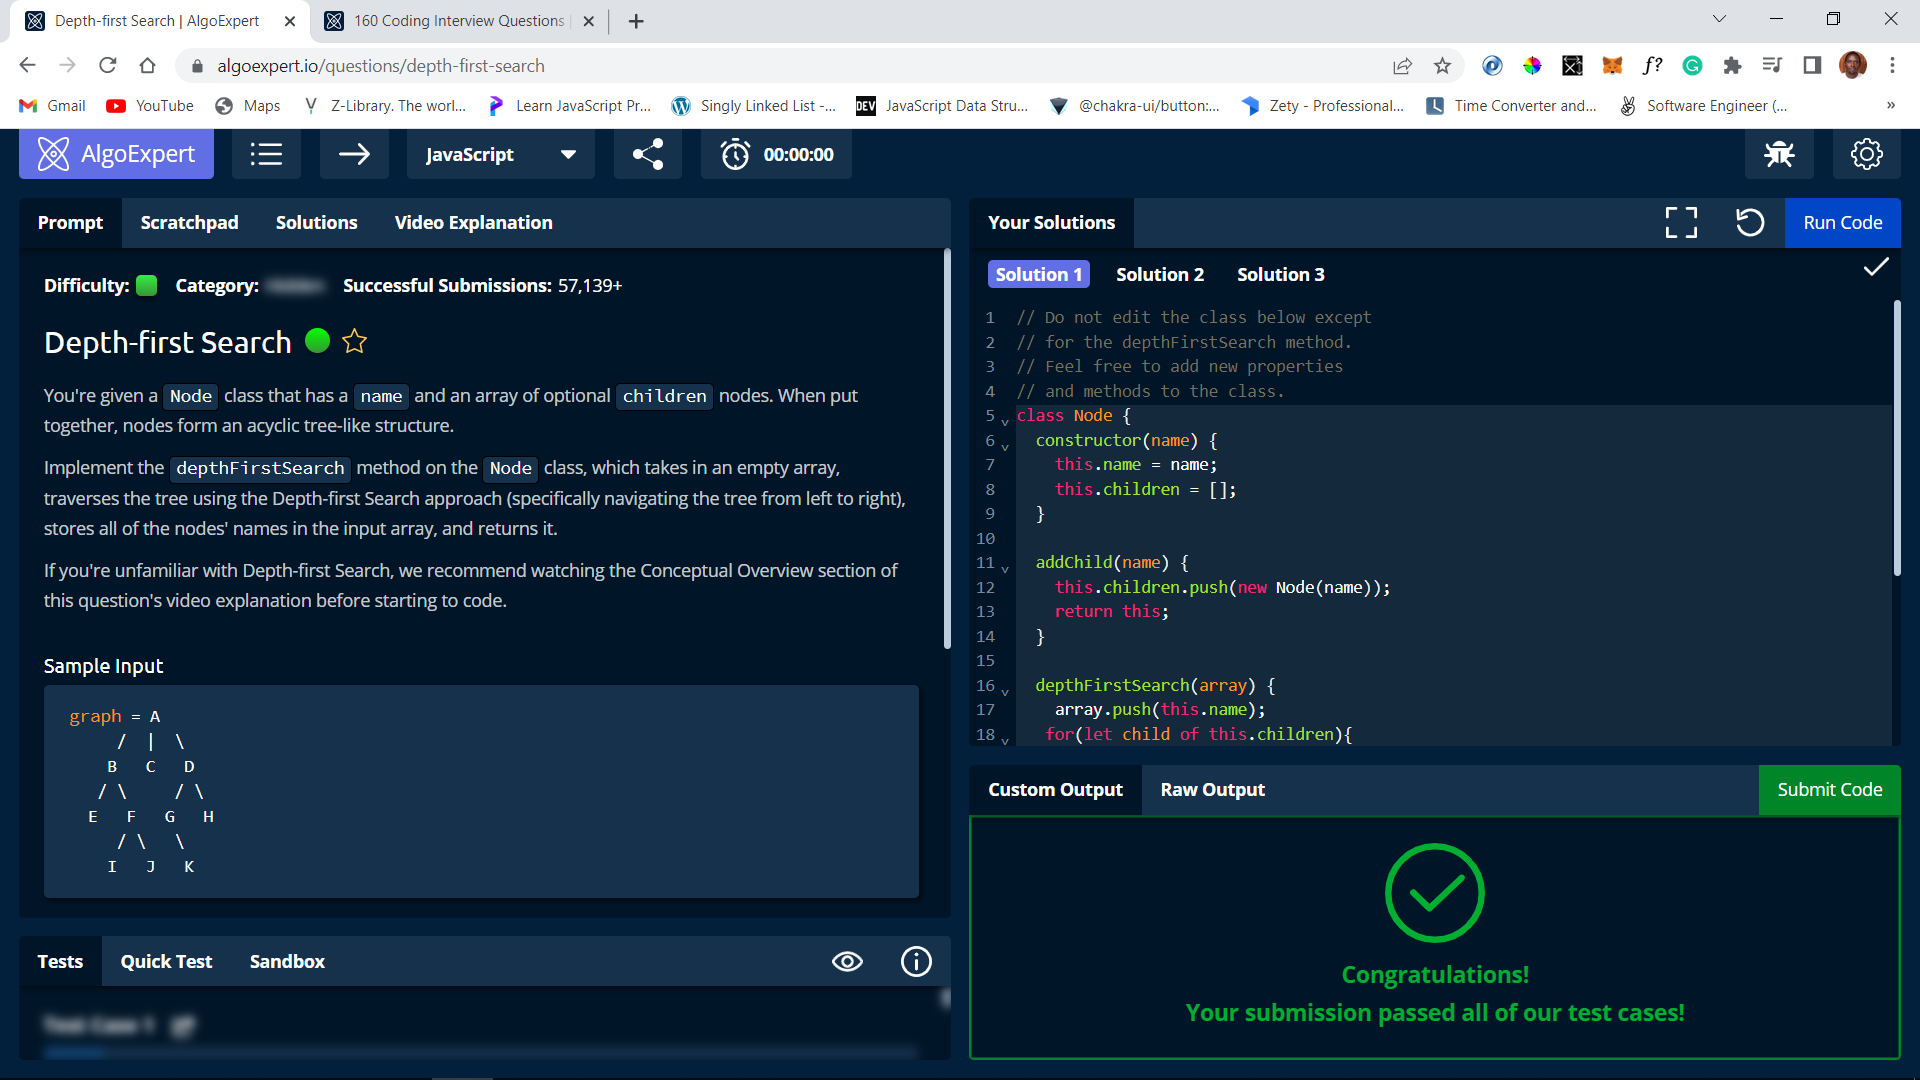 Depth-first Search | AlgoExpert
160 Coding Interview Questions
algoexpert.io/questions/depth-first-search
f?
Gmail
YouTube
Maps
Z-Library. The worl...
Learn JavaScript Pr...
Singly Linked List -...
DEV
JavaScript Data Stru...
@chakra-ui/button:...
Zety - Professional...
Time Converter and...
Software Engineer (...
»
AlgoExpert
JavaScript
00:00:00
Prompt
Scratchpad
Solutions
Video Explanation
Difficulty:
Category:
Successful Submissions: 57,139+
Depth-first Search
You're given a Node class that has a name and an array of optional children nodes. When put
together, nodes form an acyclic tree-like structure.
Implement the depthFirstSearch method on the Node class, which takes in an empty array,
traverses the tree using the Depth-first Search approach (specifically navigating the tree from left to right),
stores all of the nodes' names in the input array, and returns it.
If you're unfamiliar with Depth-first Search, we recommend watching the Conceptual Overview section of
this question's video explanation before starting to code.
Sample Input
graph = A
/ | \
B C D
/ \ / \
E F G H
/ \ \
I J K
Tests
Quick Test
Sandbox
Test Case 1
Your Solutions
Run Code
Solution 1
Solution 2
Solution 3
1 // Do not edit the class below except
2 // for the depthFirstSearch method.
3 // Feel free to add new properties
4 // and methods to the class.
5 class Node {
6 constructor(name) {
7 this.name = name;
8 this.children = [];
9 }
10
11 addChild(name) {
12 this.children.push(new Node(name));
13 return this;
14 }
15
16 depthFirstSearch(array) {
17 array.push(this.name);
18 for(let child of this.children){
Custom Output
Raw Output
Submit Code
Congratulations!
Your submission passed all of our test cases!